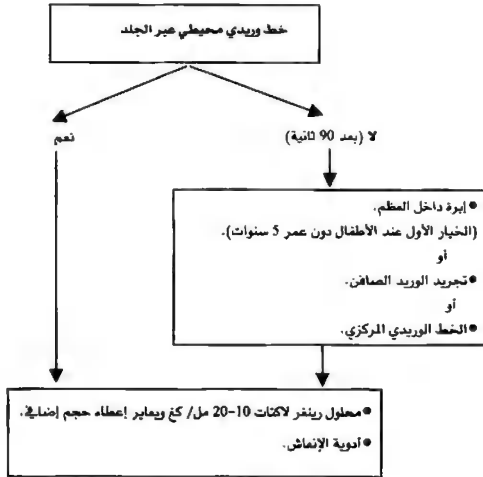 خط وريدي محيطي عبر الجلد
نعم
لا (بعد 90 ثانية)
● إبرة داخل العظم.
(الخيار الأول عند الأطفال دون عمر 5 سنوات).
أو
● تجريد الوريد الصافن.
أو
● الخط الوريدي المركزي.
● محلول رينغر لاكتات 10-20 مل/ كغ ويعاير إعطاء حجم إضافي.
● أدوية الإنعاش.